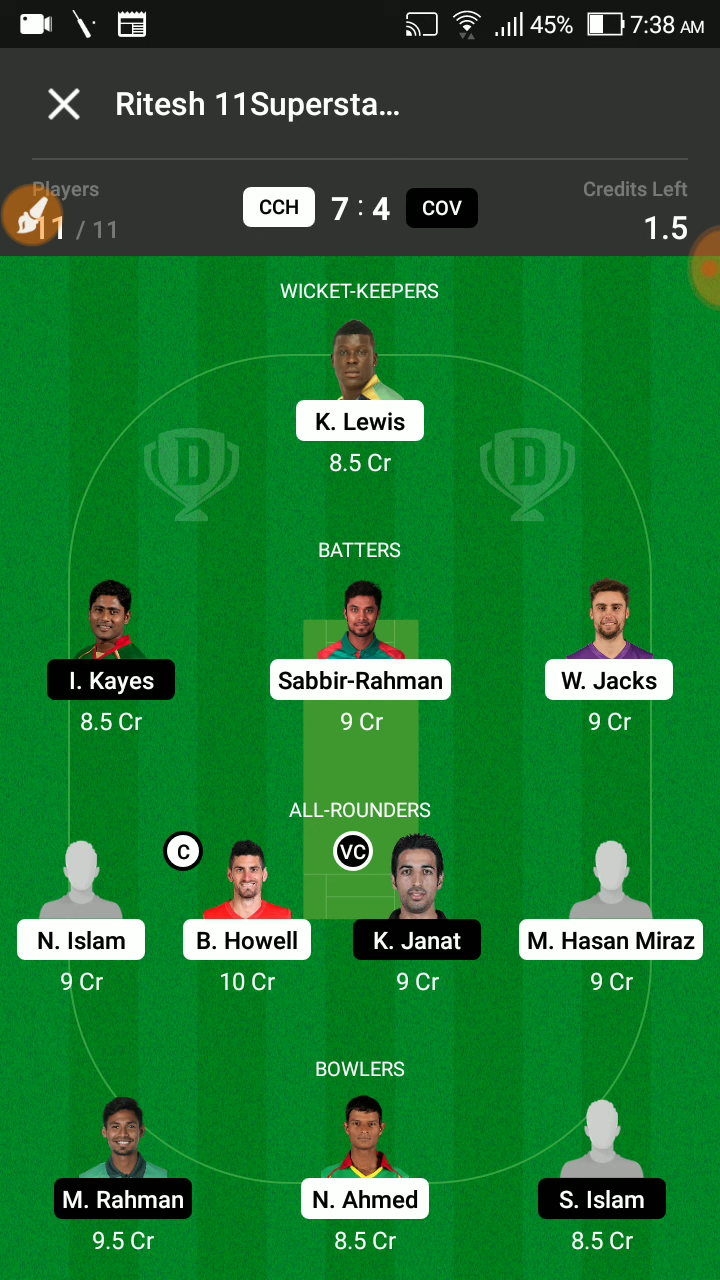 45% 7:38 AM
Ritesh 11Supersta...
Players
11 / 11
CCH 7 : 4 COV
Credits Left
1.5
WICKET-KEEPERS
K. Lewis
8.5 Cr
BATTERS
I. Kayes Sabbir-Rahman W. Jacks
8.5 Cr 9 Cr 9 Cr
ALL-ROUNDERS
C VC
N. Islam B. Howell K. Janat M. Hasan Miraz
9 Cr 10 Cr 9 Cr 9 Cr
BOWLERS
M. Rahman N. Ahmed S. Islam
9.5 Cr 8.5 Cr 8.5 Cr